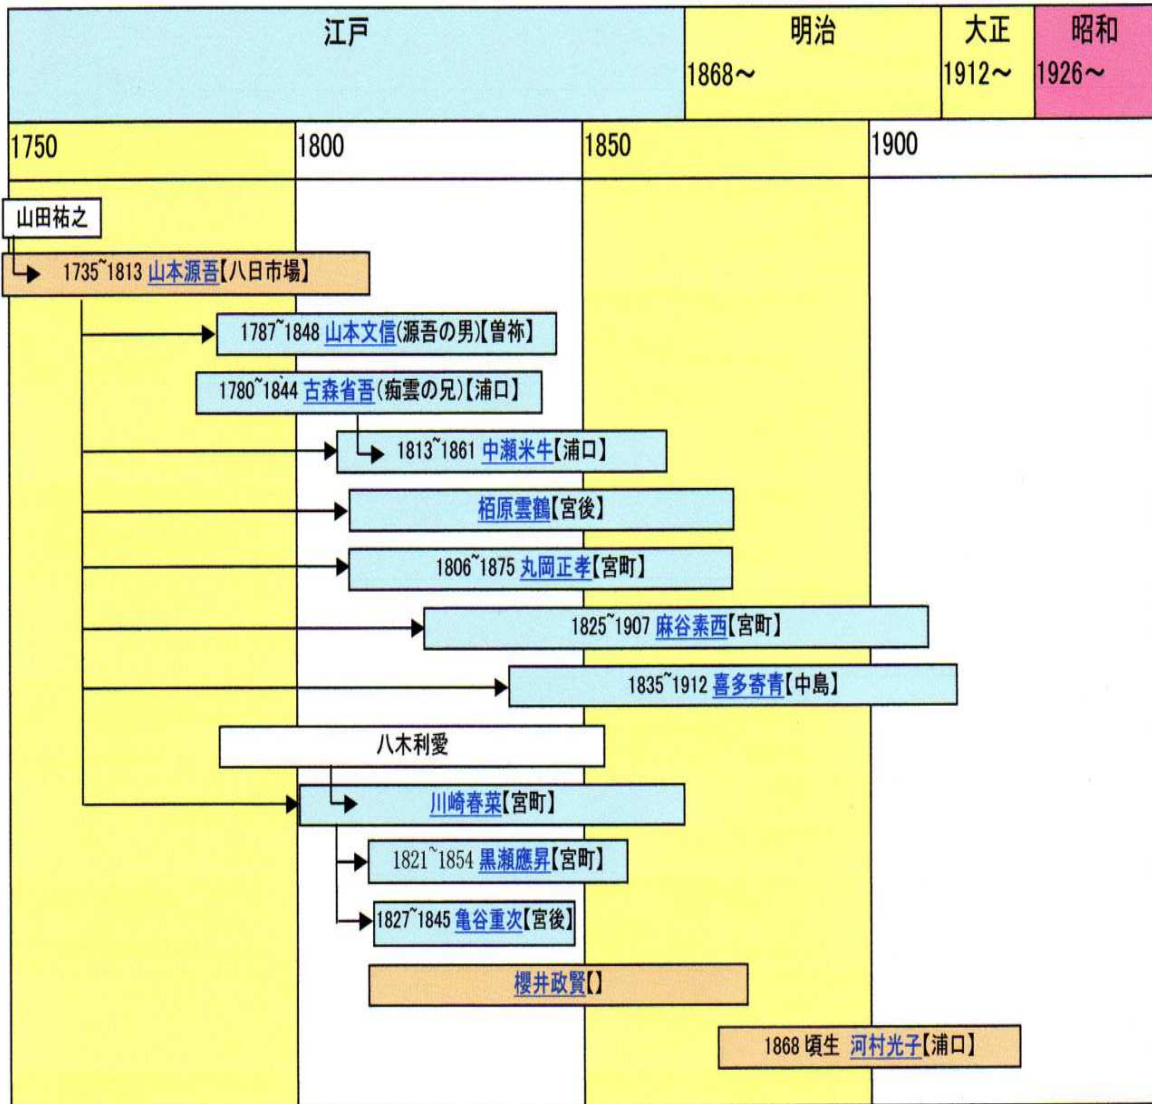 江戸
明治
大正
昭和
1868～
1912～
1926～
1750
1800
1850
1900
山田祐之
1735~1813 山本源吾【八日市場】
1787~1848 山本文信(源吾の男)【曽祢】
1780~1844 古森省吾(痴雲の兄)【浦口】
1813~1861 中瀬米牛【浦口】
栢原雲鶴【宮後】
1806~1875 丸岡正孝【宮町】
1825~1907 麻谷素西【宮町】
1835~1912 喜多寄青【中島】
八木利愛
川崎春菜【宮町】
1821~1854 黒瀬應昇【宮町】
1827~1845 亀谷重次【宮後】
櫻井政賢【】
1868 頃生 河村光子【浦口】